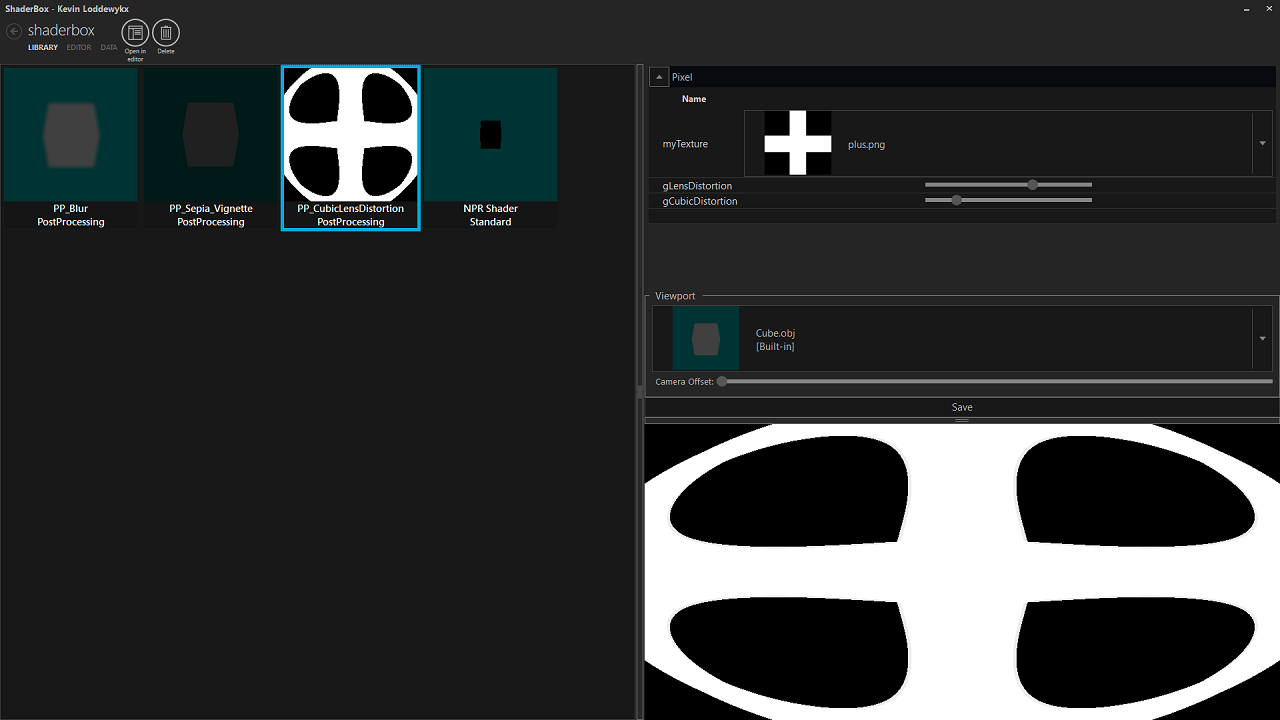 ShaderBox - Kevin Loddewykx
shaderbox
LIBRARY EDITOR DATA
Open in
editor
Delete
PP_Blur
PostProcessing
PP_Sepia_Vignette
PostProcessing
PP_CubicLensDistortion
PostProcessing
NPR Shader
Standard
Pixel
Name
myTexture
plus.png
gLensDistortion
gCubicDistortion
Viewport
Cube.obj
[Built-in]
Camera Offset:
Save